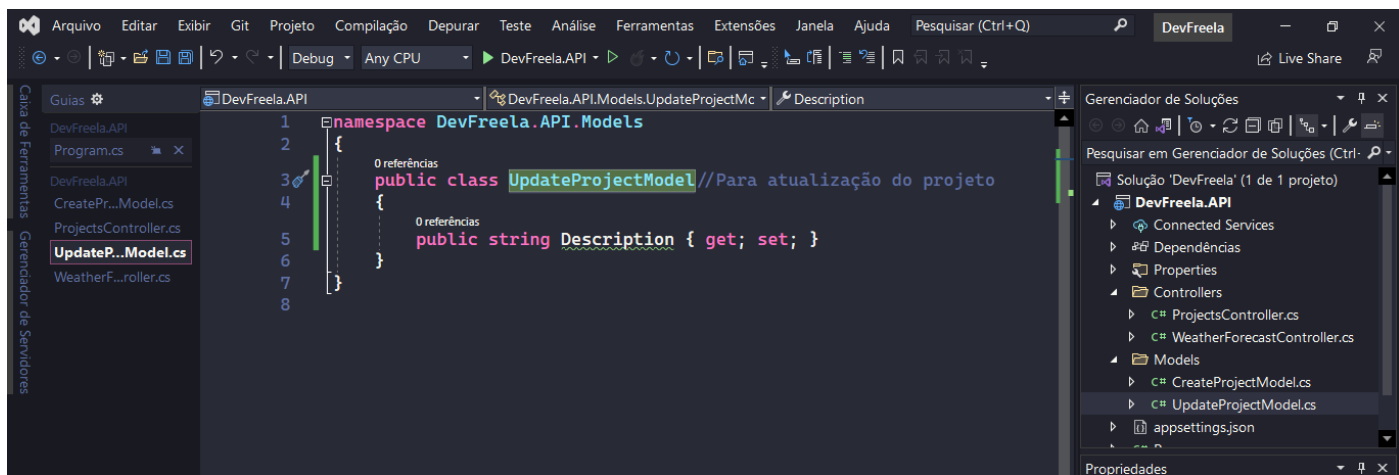 Arquivo Editar Exibir Git Projeto Compilação Depurar Teste Análise Ferramentas Extensões Janela Ajuda Pesquisar (Ctrl+Q) DevFreela
Debug Any CPU DevFreela.API Live Share
Caixa de Ferramentas
Gerenciador de Servidores
Guias
DevFreela.API
Program.cs
DevFreela.API
CreatePr...Model.cs
ProjectsController.cs
UpdateP...Model.cs
WeatherF...roller.cs
DevFreela.API DevFreela.API.Models.UpdateProjectMc Description
1 namespace DevFreela.API.Models
2 {
0 referências
3 public class UpdateProjectModel//Para atualização do projeto
4 {
0 referências
5 public string Description { get; set; }
6 }
7 }
8
Gerenciador de Soluções
Pesquisar em Gerenciador de Soluções (Ctrl-
Solução 'DevFreela' (1 de 1 projeto)
DevFreela.API
Connected Services
Dependências
Properties
Controllers
C# ProjectsController.cs
C# WeatherForecastController.cs
Models
C# CreateProjectModel.cs
C# UpdateProjectModel.cs
appsettings.json
Propriedades